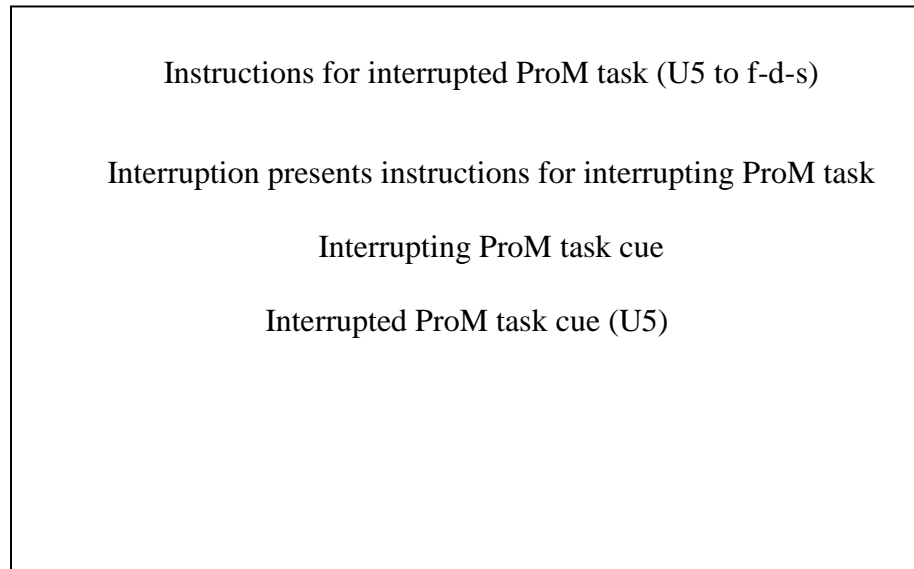 Instructions for interrupted ProM task (U5 to f-d-s)
Interruption presents instructions for interrupting ProM task
Interrupting ProM task cue
Interrupted ProM task cue (U5)